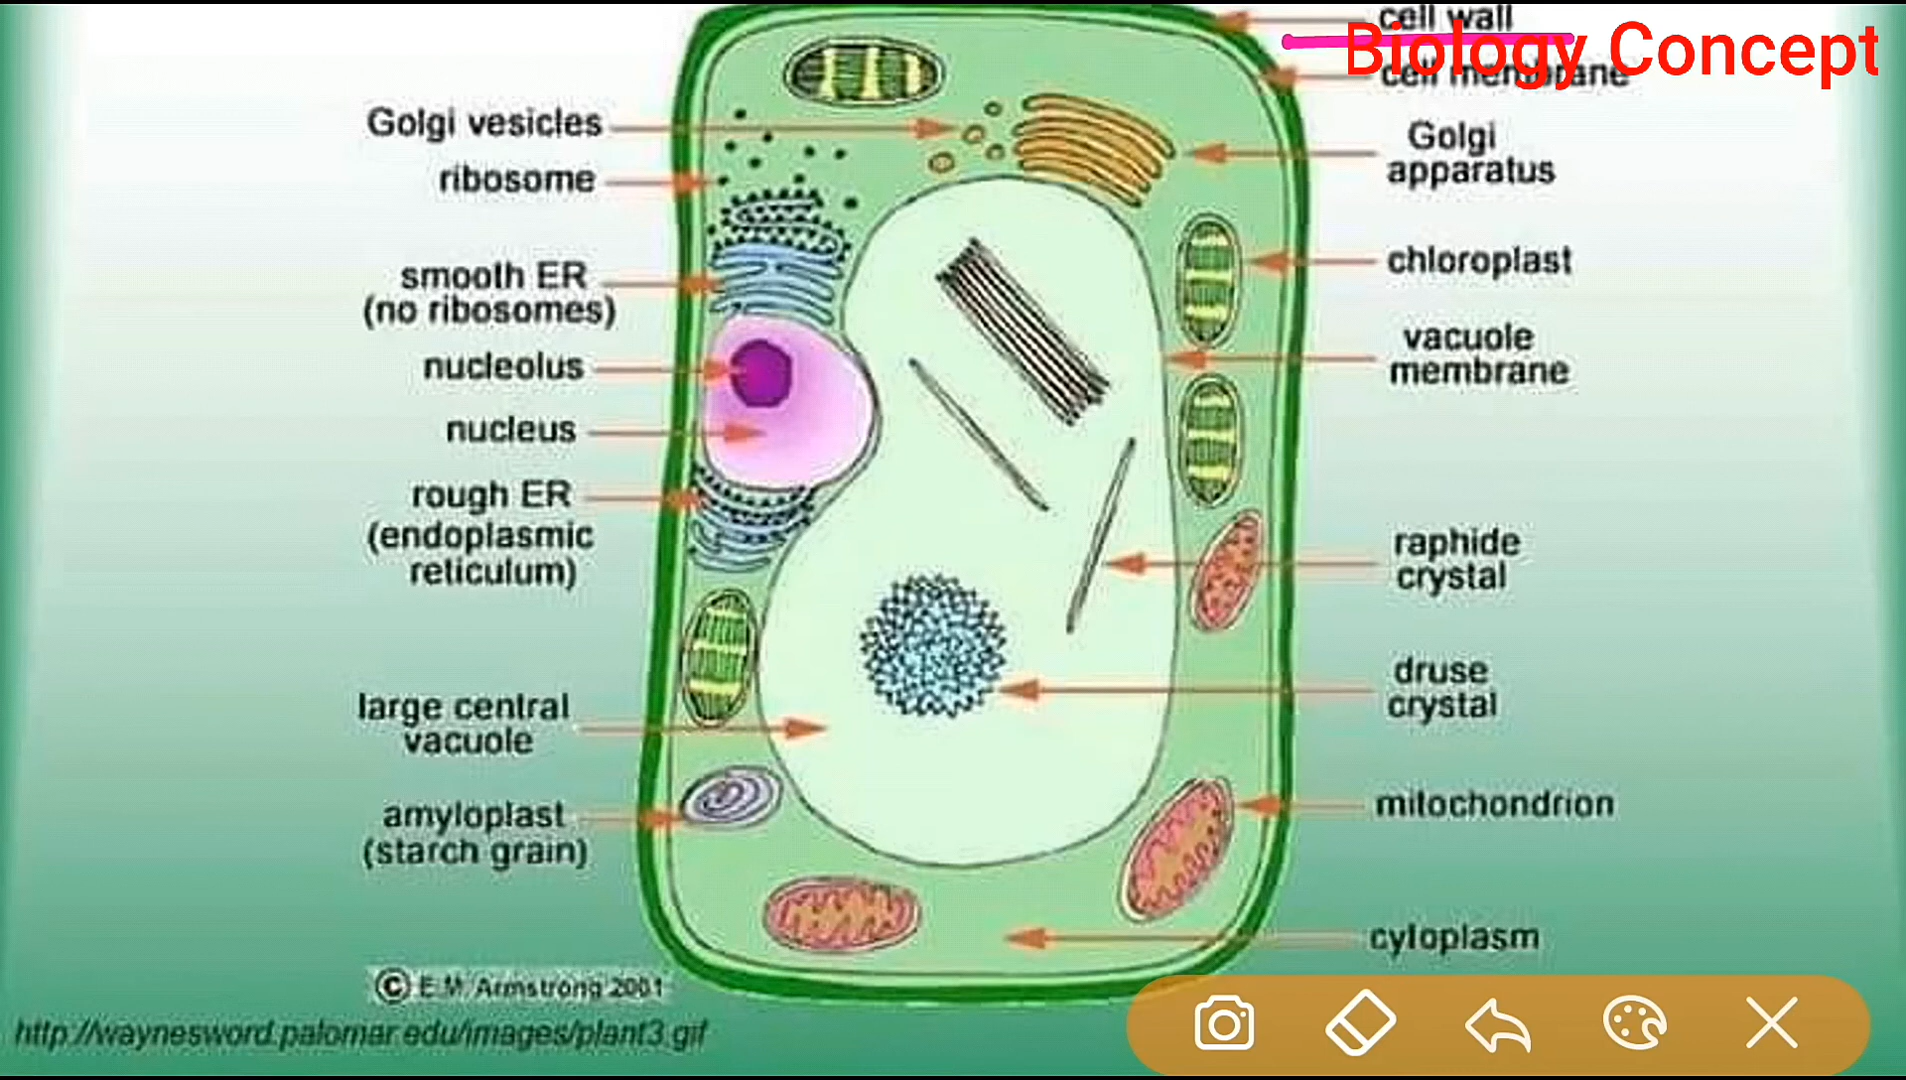 cell wall
Biology Concept
cell membrane
Golgi vesicles
Golgi
apparatus
ribosome
chloroplast
smooth ER
(no ribosomes)
vacuole
membrane
nucleolus
nucleus
rough ER
(endoplasmic
reticulum)
raphide
crystal
druse
crystal
large central
vacuole
mitochondrion
amyloplast
(starch grain)
cytoplasm
© E.M. Armstrong 2001
http://waynesword.palomar.edu/images/plant3.gif